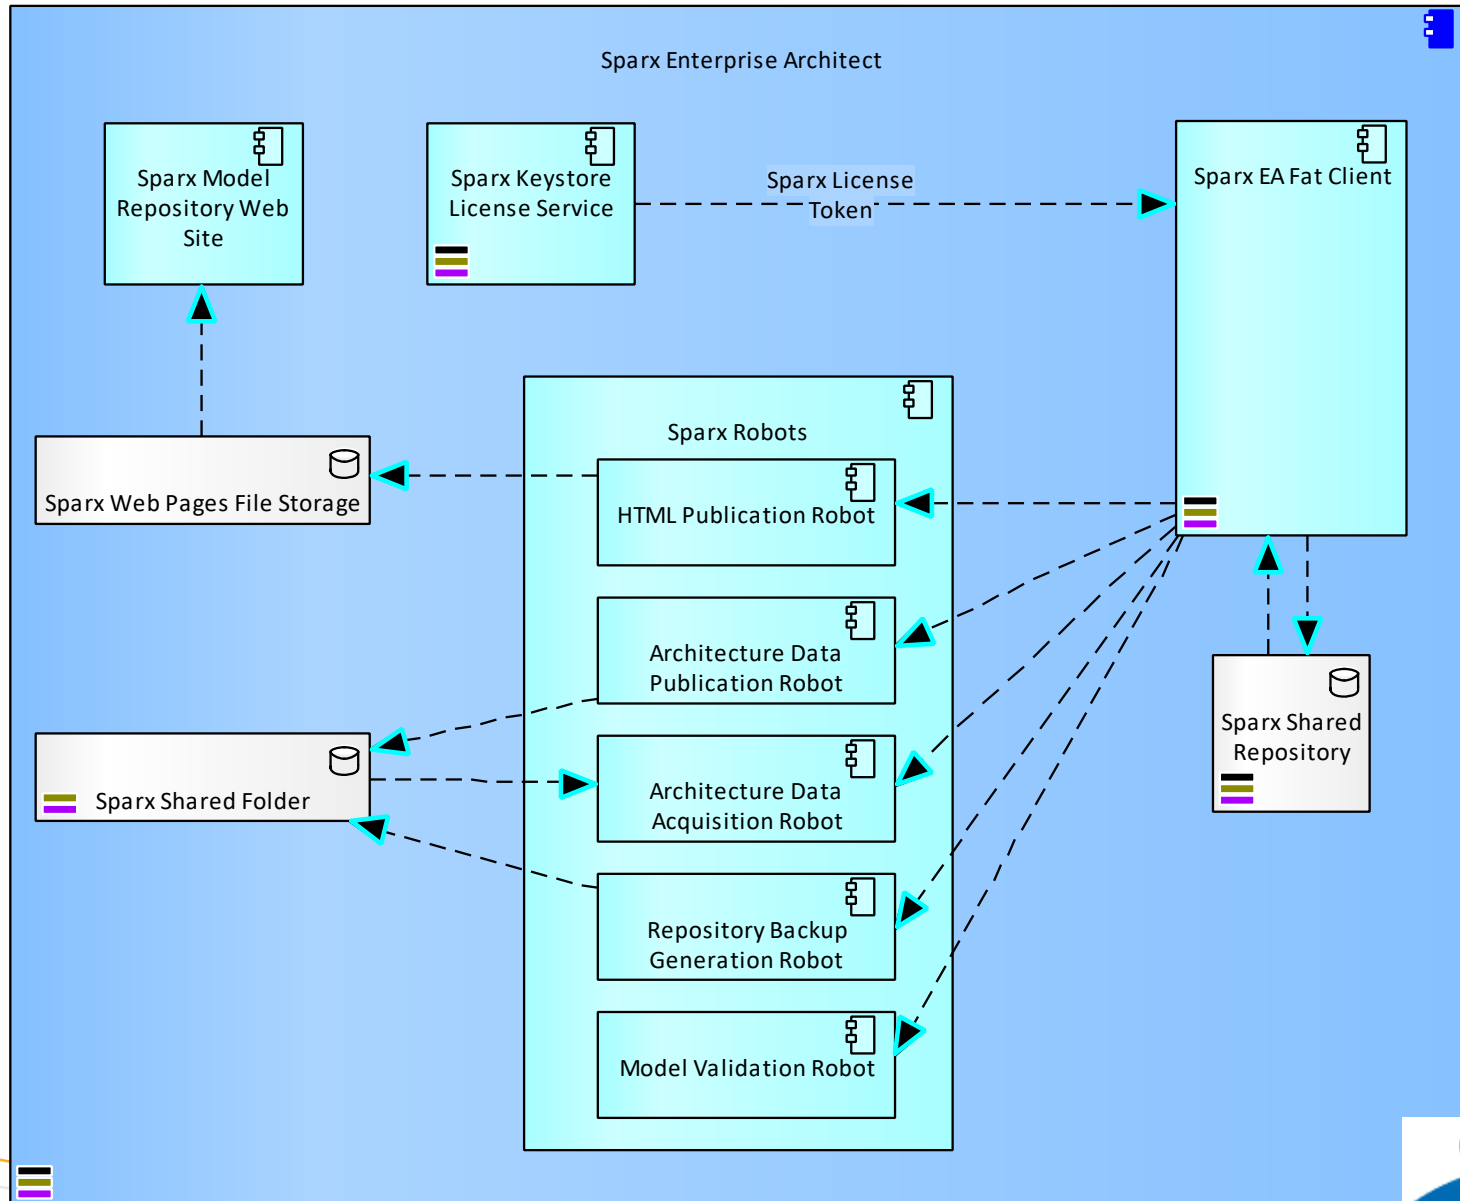 Sparx Enterprise Architect
Sparx Model
Repository Web
Site
Sparx Keystore
License Service
Sparx License
Token
Sparx EA Fat Client
Sparx Robots
Sparx Web Pages File Storage
HTML Publication Robot
Architecture Data
Publication Robot
Sparx Shared
Repository
Sparx Shared Folder
Architecture Data
Acquisition Robot
Repository Backup
Generation Robot
Model Validation Robot